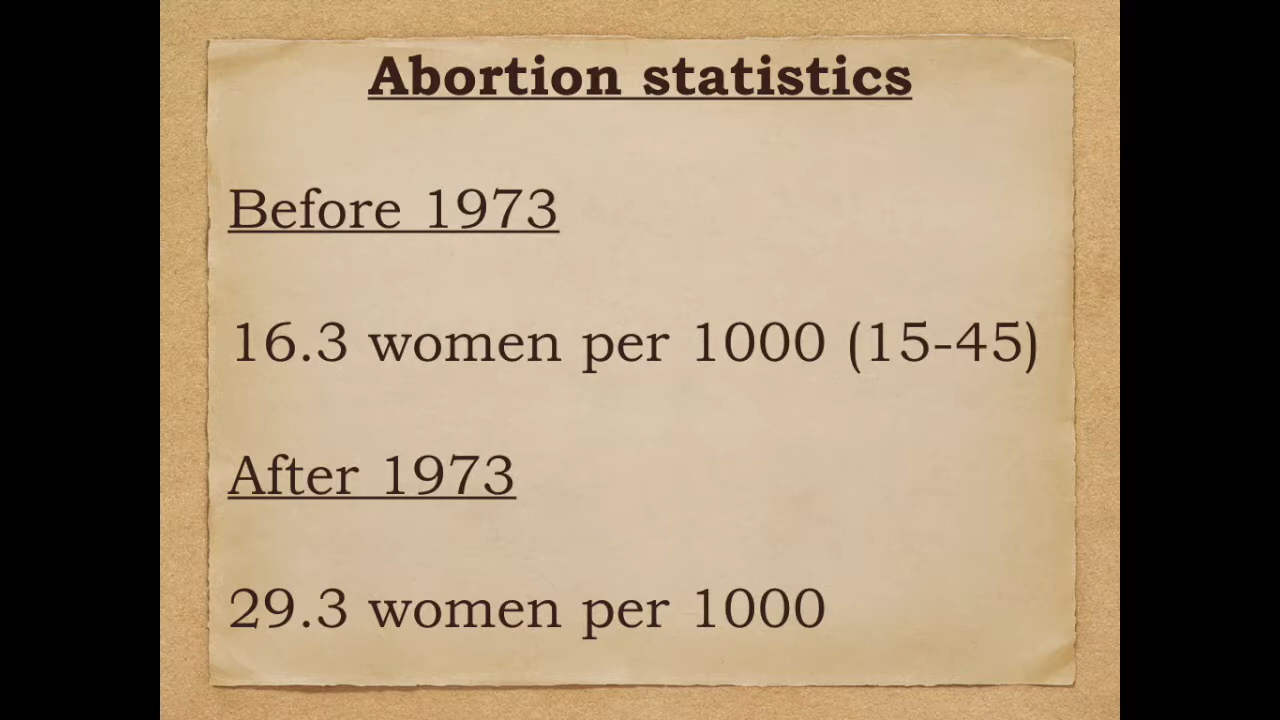 Abortion statistics
Before 1973
16.3 women per 1000 (15-45)
After 1973
29.3 women per 1000